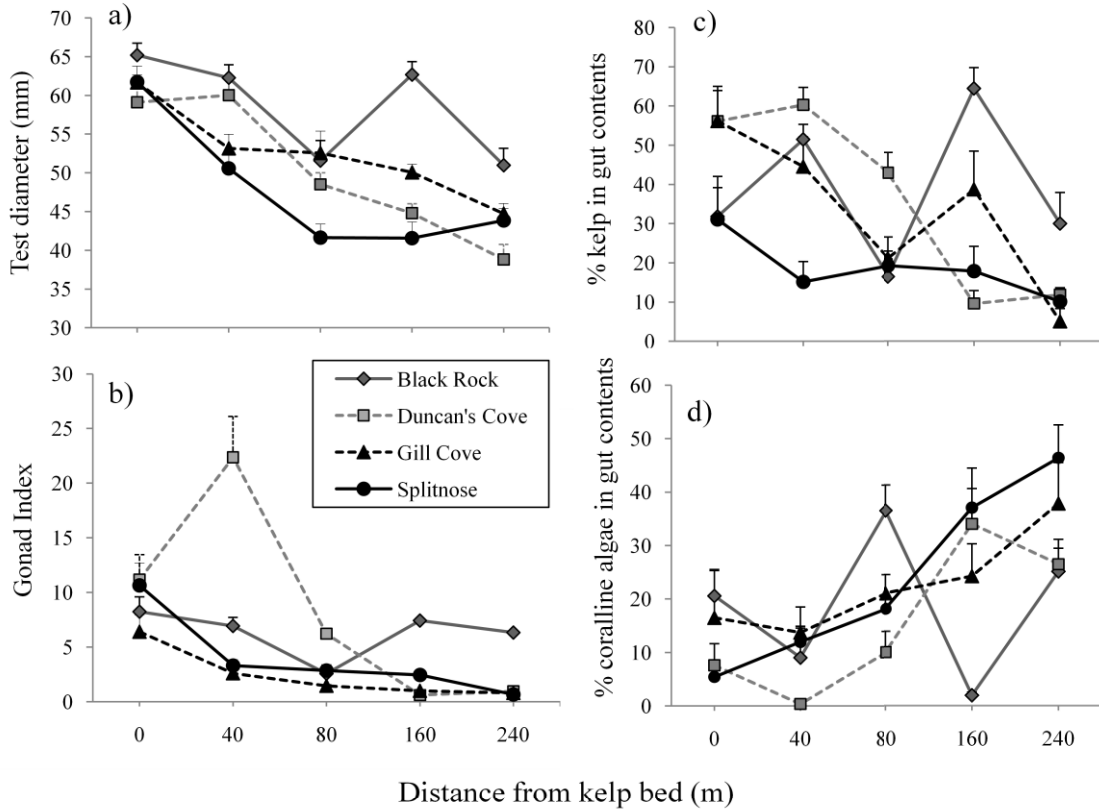 a)
Test diameter (mm)
70
65
60
55
50
45
40
35
30
c)
% kelp in gut contents
80
70
60
50
40
30
20
10
0
b)
Gonad Index
30
25
20
15
10
5
0
Black Rock
Duncan's Cove
Gill Cove
Splitnose
0 40 80 160 240
d)
% coralline algae in gut contents
60
50
40
30
20
10
0
0 40 80 160 240
Distance from kelp bed (m)